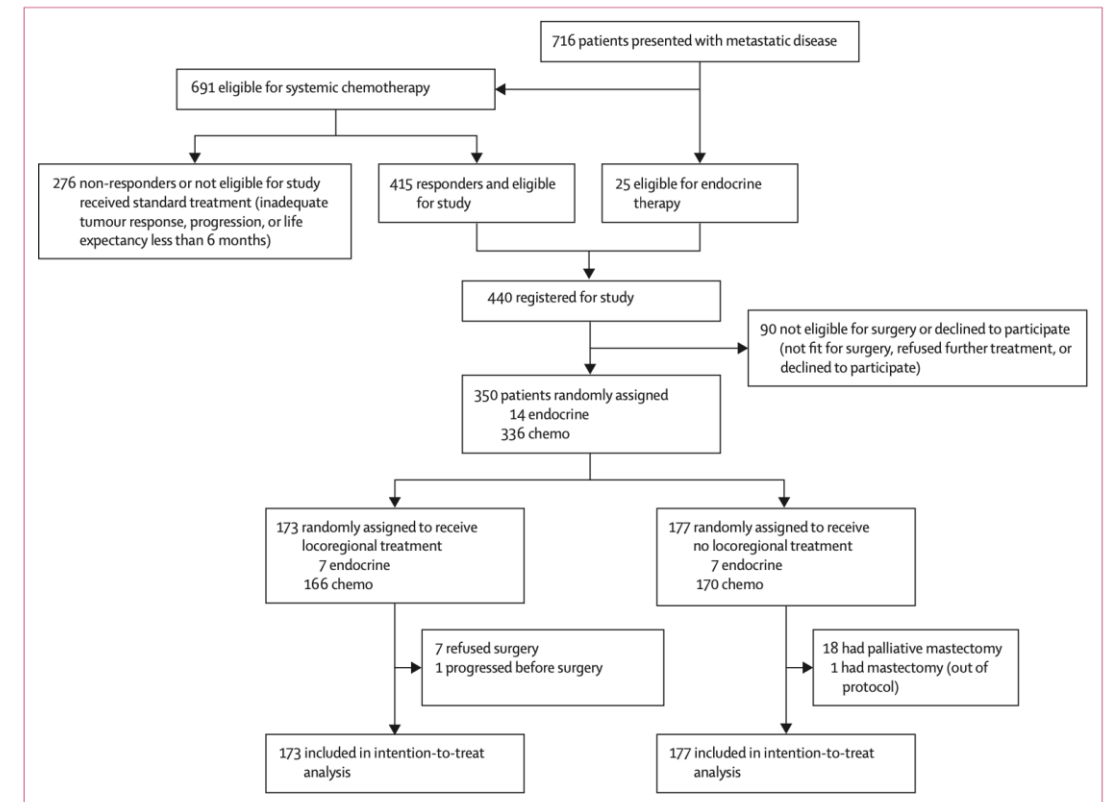 716 patients presented with metastatic disease
691 eligible for systemic chemotherapy
276 non-responders or not eligible for study
received standard treatment (inadequate
tumour response, progression, or life
expectancy less than 6 months)
415 responders and eligible
for study
25 eligible for endocrine
therapy
440 registered for study
90 not eligible for surgery or declined to participate
(not fit for surgery, refused further treatment, or
declined to participate)
350 patients randomly assigned
14 endocrine
336 chemo
173 randomly assigned to receive
locoregional treatment
7 endocrine
166 chemo
177 randomly assigned to receive
no locoregional treatment
7 endocrine
170 chemo
7 refused surgery
1 progressed before surgery
18 had palliative mastectomy
1 had mastectomy (out of
protocol)
173 included in intention-to-treat
analysis
177 included in intention-to-treat
analysis